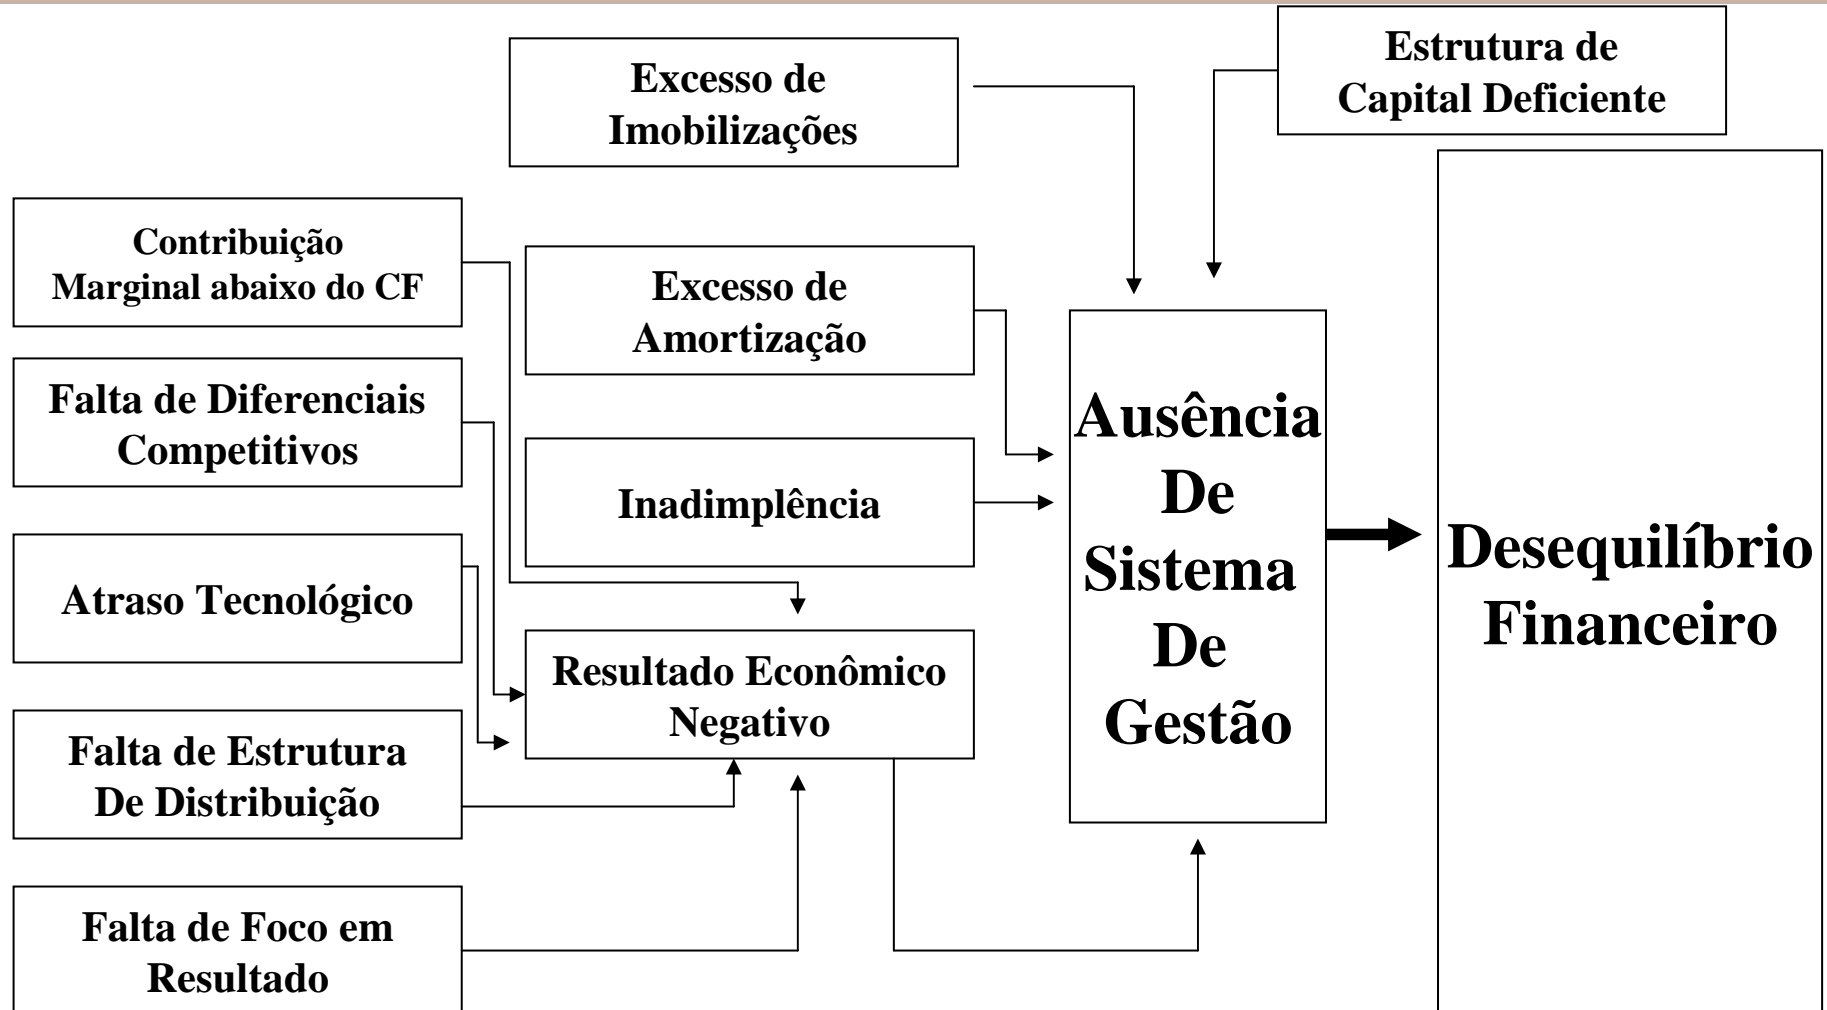 Estrutura de
Capital Deficiente
Excesso de
Imobilizações
Contribuição
Marginal abaixo do CF
Excesso de
Amortização
Falta de Diferenciais
Competitivos
Inadimplência
Atraso Tecnológico
Resultado Econômico
Negativo
Falta de Estrutura
De Distribuição
Falta de Foco em
Resultado
Ausência
De
Sistema
De
Gestão
Desequilíbrio
Financeiro